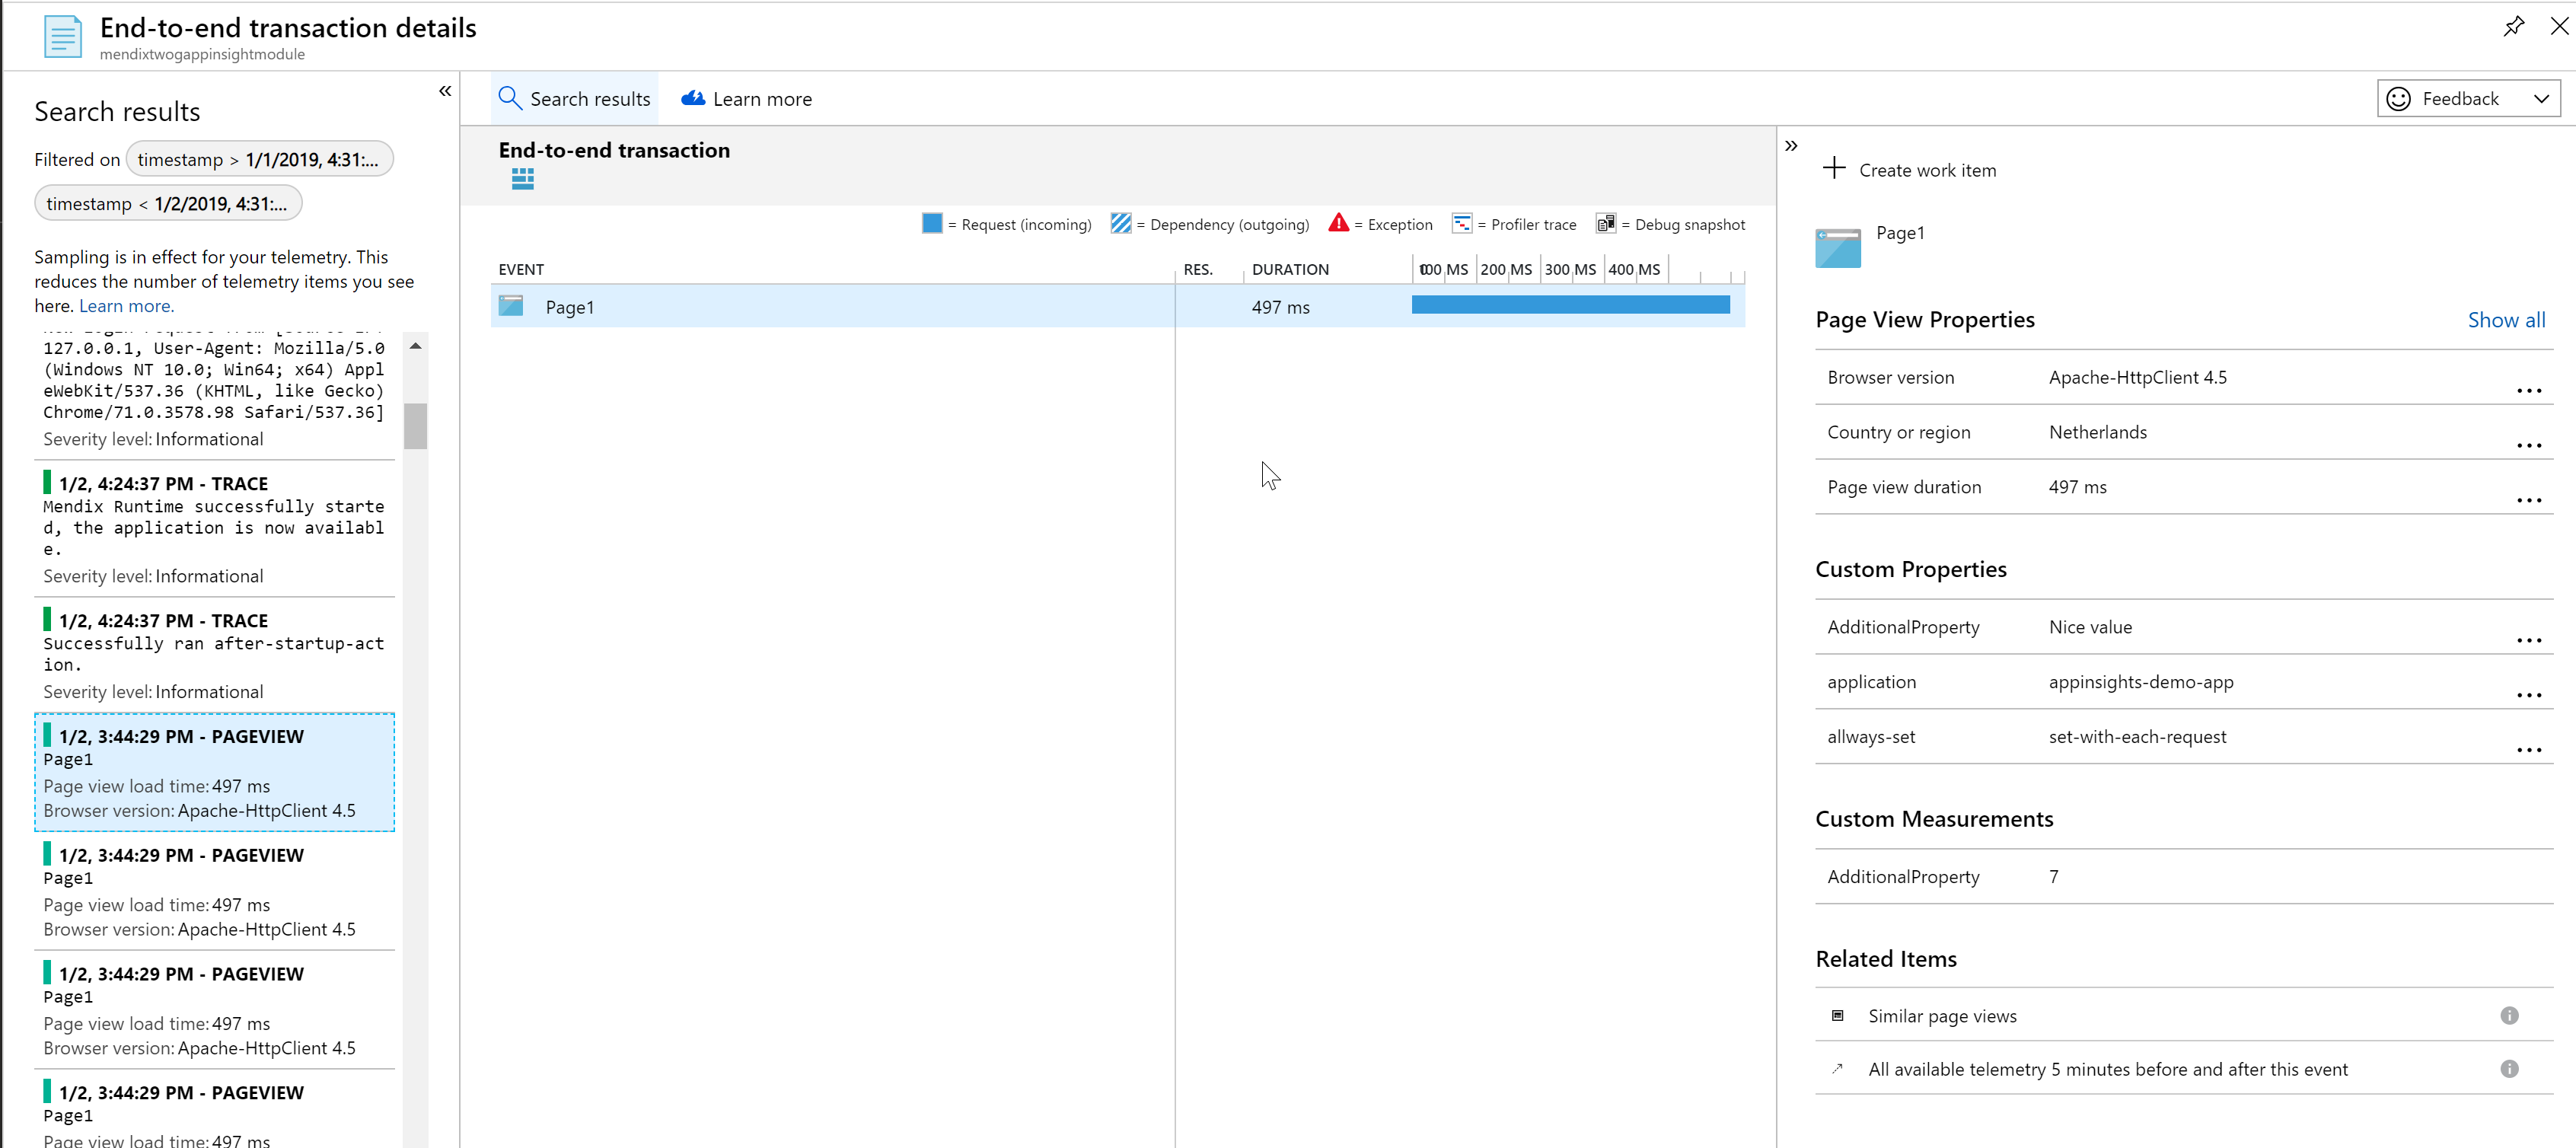 End-to-end transaction details
mendixtwogappinsightmodule
«
Search results
Filtered on timestamp > 1/1/2019, 4:31:...
timestamp < 1/2/2019, 4:31:...
Sampling is in effect for your telemetry. This
reduces the number of telemetry items you see
here. Learn more.
127.0.0.1, User-Agent: Mozilla/5.0
(Windows NT 10.0; Win64; x64) Appl
eWebKit/537.36 (KHTML, like Gecko)
Chrome/71.0.3578.98 Safari/537.36]
Severity level: Informational
1/2, 4:24:37 PM - TRACE
Mendix Runtime successfully starte
d, the application is now availabl
e.
Severity level: Informational
1/2, 4:24:37 PM - TRACE
Successfully ran after-startup-act
ion.
Severity level: Informational
1/2, 3:44:29 PM - PAGEVIEW
Page1
Page view load time: 497 ms
Browser version: Apache-HttpClient 4.5
1/2, 3:44:29 PM - PAGEVIEW
Page1
Page view load time: 497 ms
Browser version: Apache-HttpClient 4.5
1/2, 3:44:29 PM - PAGEVIEW
Page1
Page view load time: 497 ms
Browser version: Apache-HttpClient 4.5
1/2, 3:44:29 PM - PAGEVIEW
Page1
Page view load time: 497 ms
Search results
Learn more
Feedback
End-to-end transaction
= Request (incoming) = Dependency (outgoing) = Exception = Profiler trace = Debug snapshot
EVENT RES. DURATION 0 100 MS 200 MS 300 MS 400 MS
Page1 497 ms
»
Create work item
Page1
Page View Properties Show all
Browser version Apache-HttpClient 4.5 ...
Country or region Netherlands ...
Page view duration 497 ms ...
Custom Properties
AdditionalProperty Nice value ...
application appinsights-demo-app ...
allways-set set-with-each-request ...
Custom Measurements
AdditionalProperty 7
Related Items
Similar page views
All available telemetry 5 minutes before and after this event